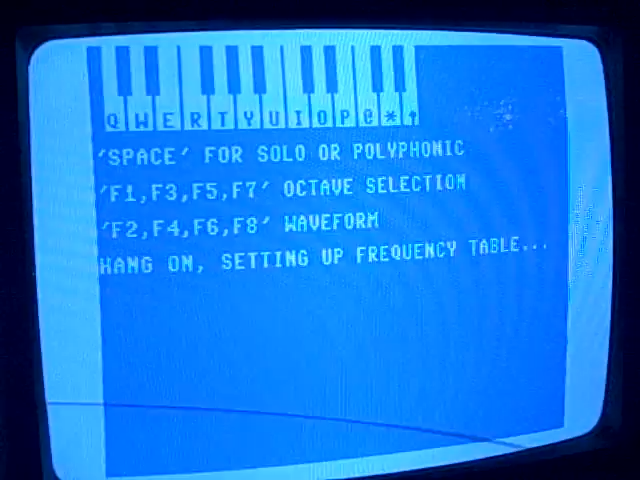 QWERTYUIOP@*↑
'SPACE' FOR SOLO OR POLYPHONIC
'F1,F3,F5,F7' OCTAVE SELECTION
'F2,F4,F6,F8' WAVEFORM
HANG ON, SETTING UP FREQUENCY TABLE...